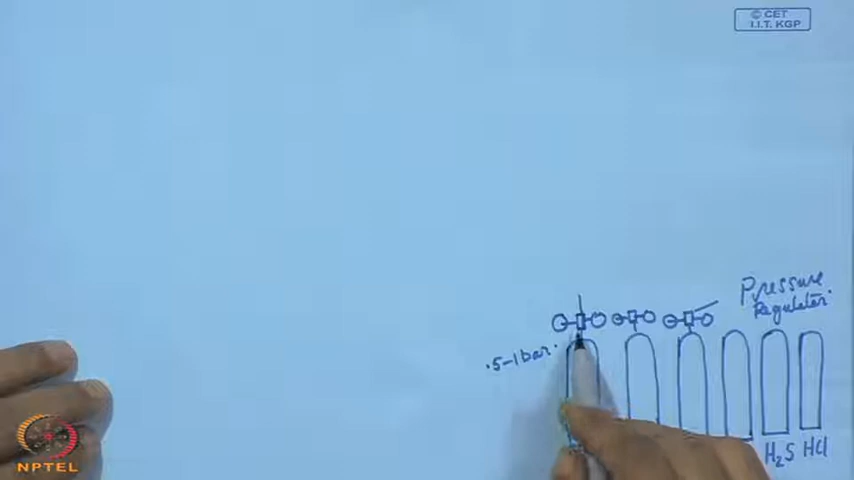 © CET
I.I.T. KGP
Pressure
Regulator
.5-1bar
H2S HCl
NPTEL